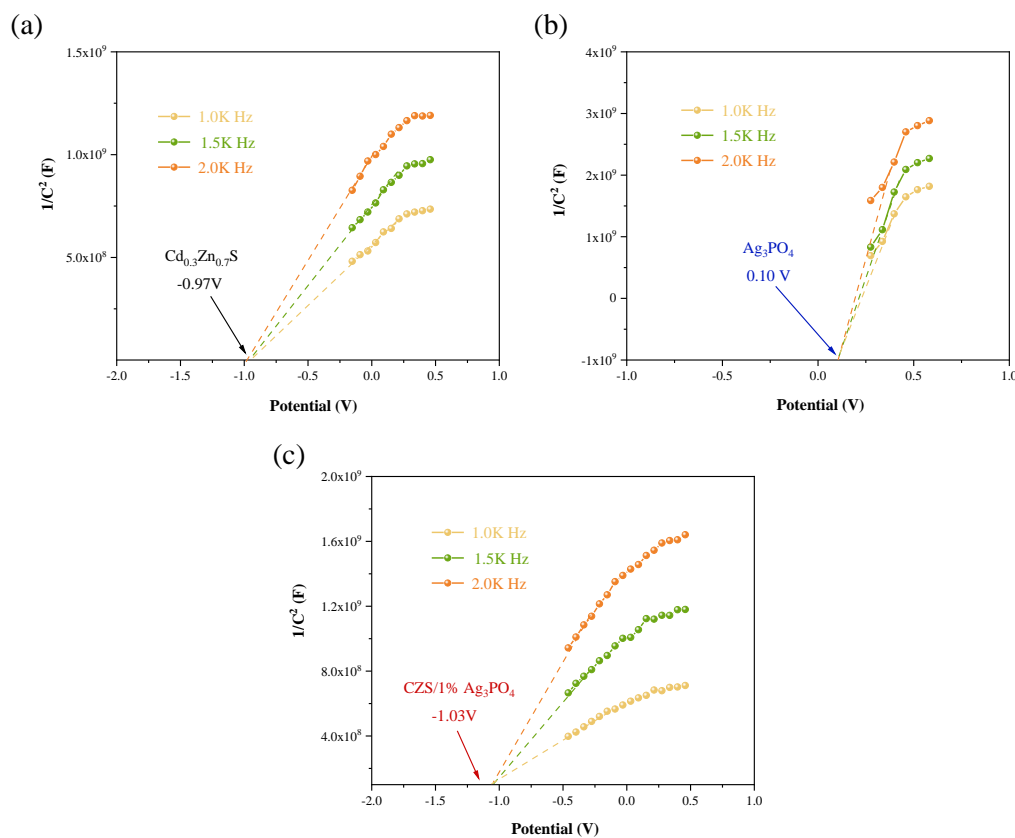 (a)
1.5x10⁹
1.0x10⁹
5.0x10⁸
1/C² (F)
1.0K Hz
1.5K Hz
2.0K Hz
Cd₀.₃Zn₀.₇S
-0.97V
-2.0 -1.5 -1.0 -0.5 0.0 0.5 1.0
Potential (V)
(b)
4x10⁹
3x10⁹
2x10⁹
1x10⁹
0
-1x10⁹
1/C² (F)
1.0K Hz
1.5K Hz
2.0K Hz
Ag₃PO₄
0.10 V
-1.0 -0.5 0.0 0.5 1.0
Potential (V)
(c)
2.0x10⁹
1.6x10⁹
1.2x10⁹
8.0x10⁸
4.0x10⁸
1/C² (F)
1.0K Hz
1.5K Hz
2.0K Hz
CZS/1% Ag₃PO₄
-1.03V
-2.0 -1.5 -1.0 -0.5 0.0 0.5 1.0
Potential (V)